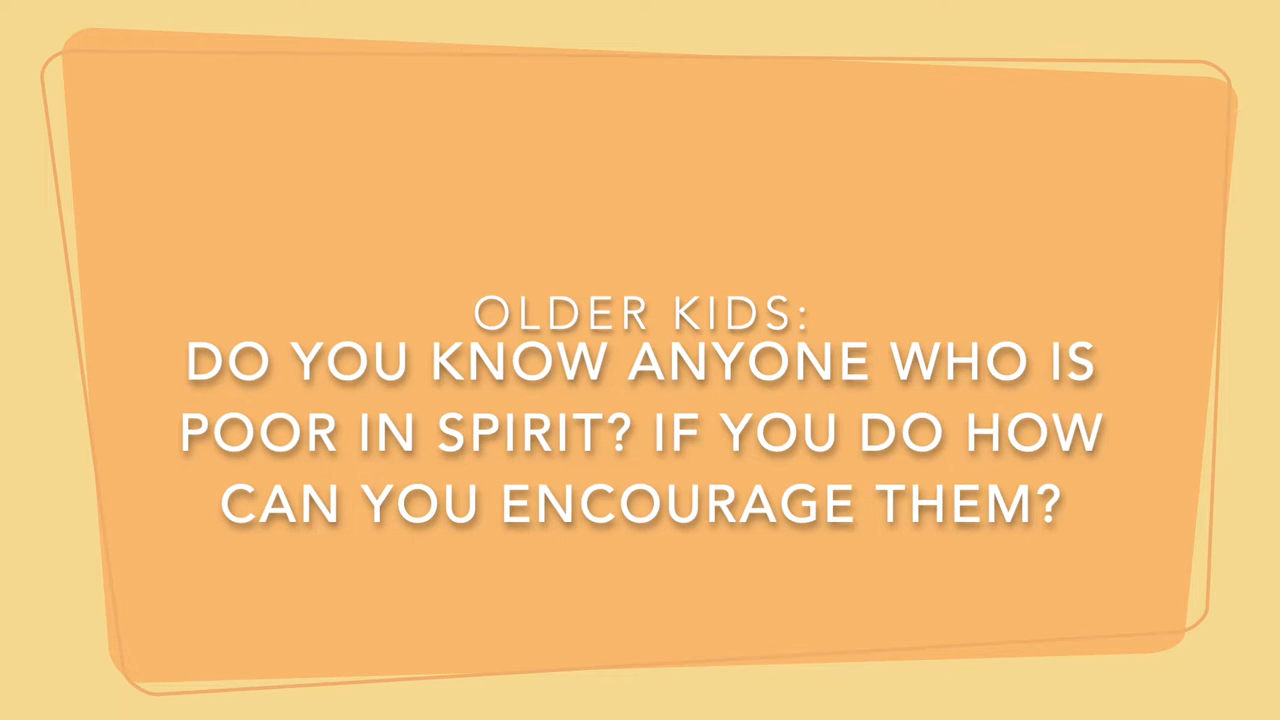 OLDER KIDS:
DO YOU KNOW ANYONE WHO IS
POOR IN SPIRIT? IF YOU DO HOW
CAN YOU ENCOURAGE THEM?